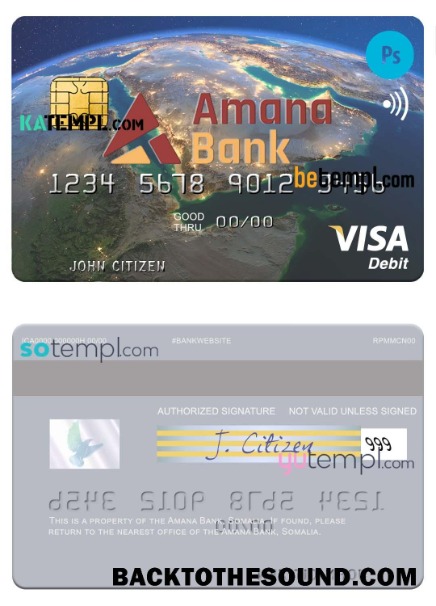 Ps
KATEMPL.COM
Amana
Bank
betempl.com
1234 5678 9012 3456
GOOD
THRU 00/00
VISA
Debit
JOHN CITIZEN
#BANKWEBSITE
RPMMCN00
sotempl.com
AUTHORIZED SIGNATURE NOT VALID UNLESS SIGNED
J. Citizen
999
yutempl.com
THIS IS A PROPERTY OF THE AMANA BANK, SOMALIA. IF FOUND, PLEASE
RETURN TO THE NEAREST OFFICE OF THE AMANA BANK, SOMALIA.
BACKTOTHESOUND.COM